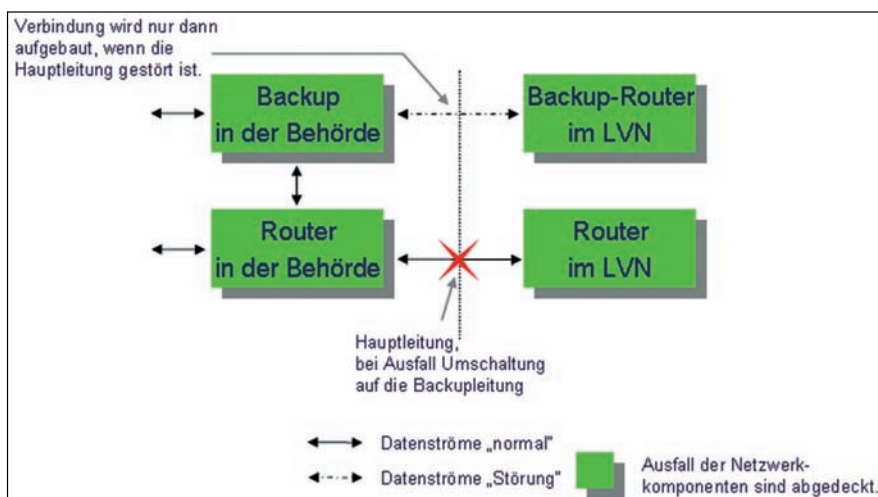 Verbindung wird nur dann
aufgebaut, wenn die
Hauptleitung gestört ist.
Backup
in der Behörde
Backup-Router
im LVN
Router
in der Behörde
Router
im LVN
Hauptleitung,
bei Ausfall Umschaltung
auf die Backupleitung
Datenströme „normal"
Datenströme „Störung"
Ausfall der Netzwerk-
komponenten sind abgedeckt.